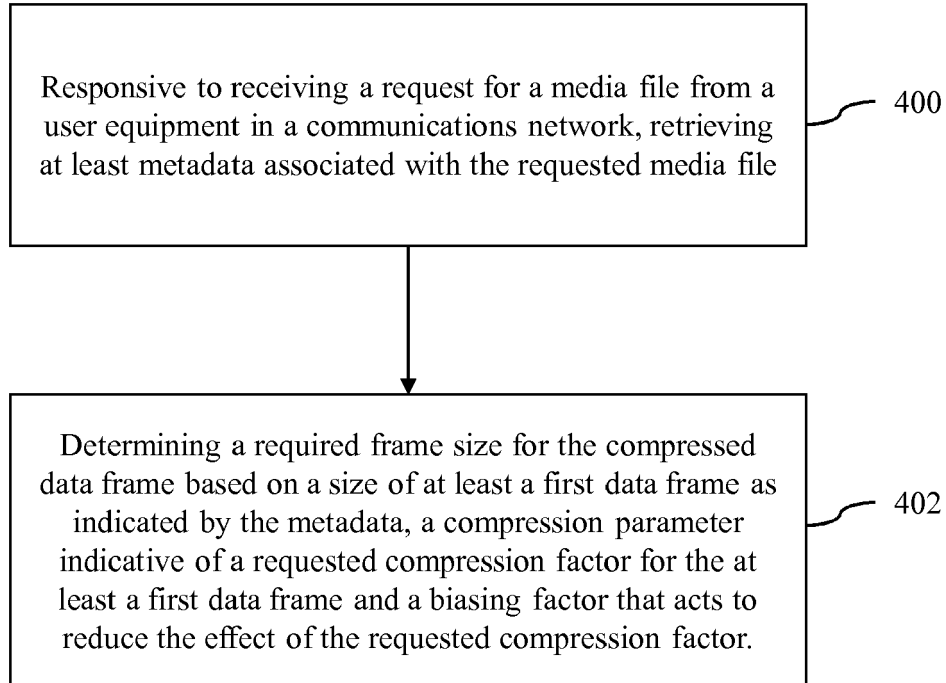 Responsive to receiving a request for a media file from a
user equipment in a communications network, retrieving
at least metadata associated with the requested media file
400
Determining a required frame size for the compressed
data frame based on a size of at least a first data frame as
indicated by the metadata, a compression parameter
indicative of a requested compression factor for the at
least a first data frame and a biasing factor that acts to
reduce the effect of the requested compression factor.
402